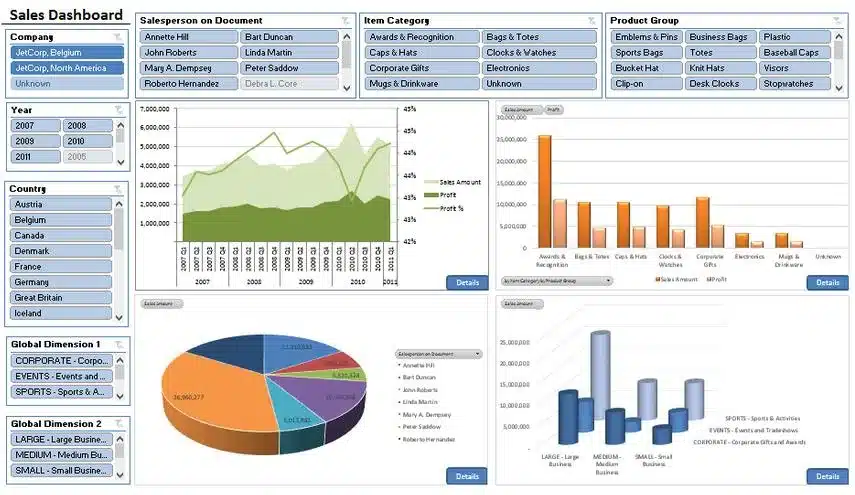 Sales Dashboard
Company
JetCorp, Belgium
JetCorp, North America
Unknown
Salesperson on Document
Annette Hill
Bart Duncan
John Roberts
Linda Martin
Mary A. Dempsey
Peter Saddow
Roberto Hernandez
Debra L. Core
Item Category
Awards & Recognition
Bags & Totes
Caps & Hats
Clocks & Watches
Corporate Gifts
Electronics
Mugs & Drinkware
Unknown
Product Group
Emblems & Pins
Business Bags
Plastic
Sports Bags
Totes
Baseball Caps
Bucket Hat
Knit Hats
Visors
Clip-on
Desk Clocks
Stopwatches
Year
2007
2008
2009
2010
2011
2005
Country
Austria
Belgium
Canada
Denmark
France
Germany
Great Britain
Iceland
Global Dimension 1
CORPORATE - Corpo...
EVENTS - Events and ...
SPORTS - Sports & A...
Global Dimension 2
LARGE - Large Busine...
MEDIUM - Medium Bu...
SMALL - Small Busine...
7,000,000
6,000,000
5,000,000
4,000,000
3,000,000
2,000,000
1,000,000
45%
45%
44%
44%
43%
43%
42%
Sales Amount
Profit
Profit %
2007 Q1
2007 Q2
2007 Q3
2007 Q4
2008 Q1
2008 Q2
2008 Q3
2008 Q4
2009 Q1
2009 Q2
2009 Q3
2009 Q4
2010 Q1
2010 Q2
2010 Q3
2010 Q4
2011 Q1
2007
2008
2009
2010
2011
Details
Sales Amount
Profit
30,000,000
25,000,000
20,000,000
15,000,000
10,000,000
5,000,000
0
Awards &
Recognition
Bags & Totes
Caps & Hats
Clocks &
Watches
Corporate
Gifts
Electronics
Mugs &
Drinkware
Unknown
Sales Amount
Profit
by Item Category by Product Group
Details
Sales Amount
26,960,277
Salesperson on Document
Annette Hill
Bart Duncan
John Roberts
Linda Martin
Mary A. Dempsey
Peter Saddow
Roberto Hernandez
Details
Sales Amount
25,000,000
20,000,000
15,000,000
10,000,000
5,000,000
SPORTS - Sports & Activities
EVENTS - Events and Tradeshows
CORPORATE - Corporate Gifts and Awards
LARGE - Large
Business
MEDIUM -
Medium
Business
SMALL - Small
Business
Details